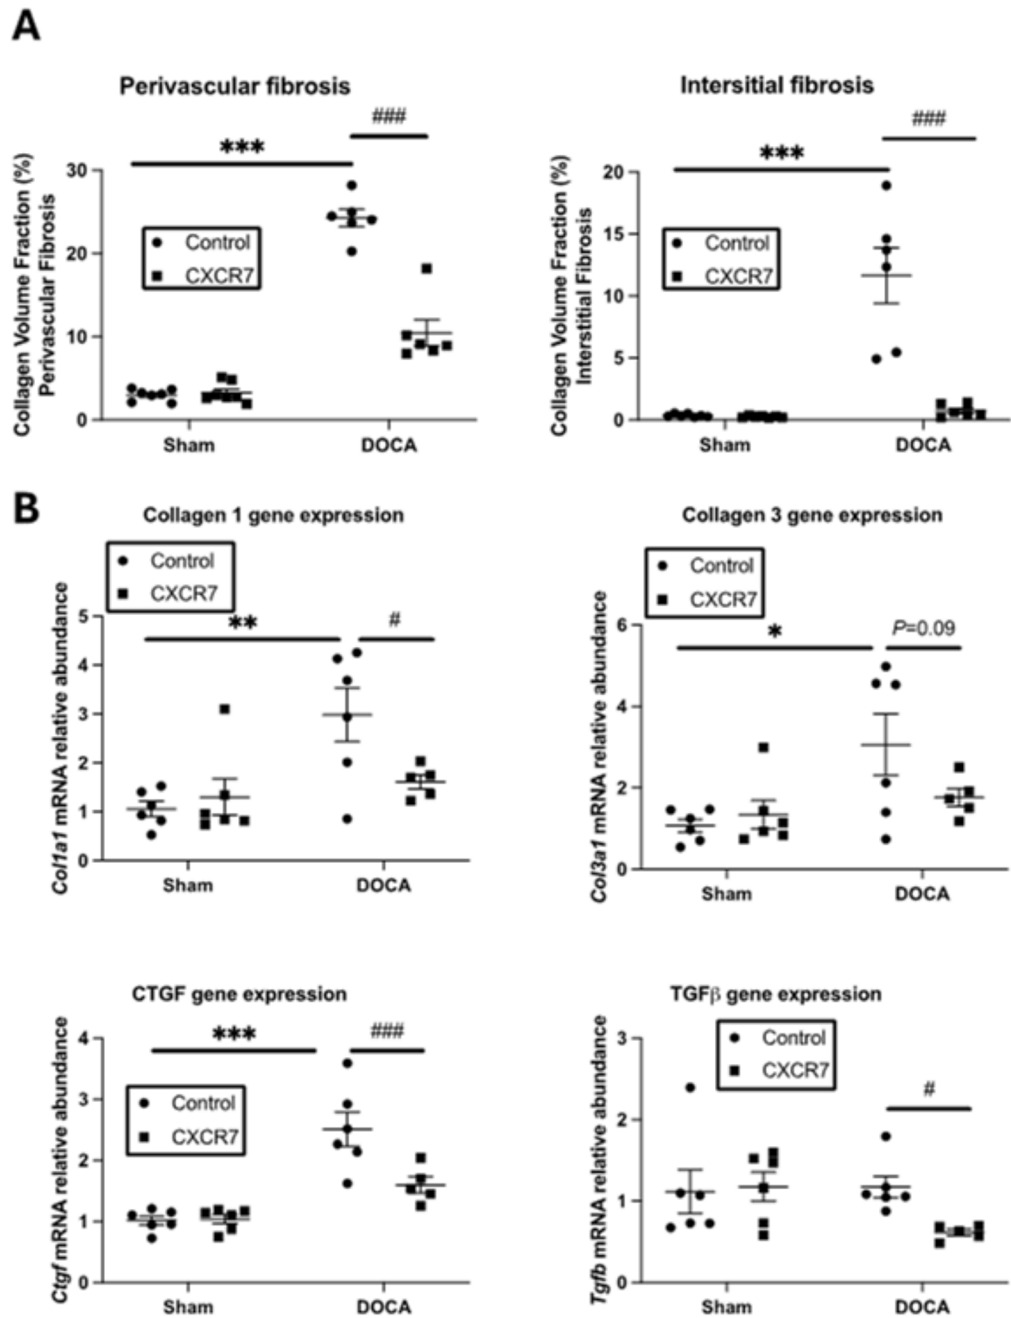 A
Perivascular fibrosis
###
***
Collagen Volume Fraction (%)
Perivascular Fibrosis
30
20
10
0
Control
CXCR7
Sham
DOCA
Intersitial fibrosis
###
***
Collagen Volume Fraction (%)
Interstitial Fibrosis
20
15
10
5
0
Control
CXCR7
Sham
DOCA
B
Collagen 1 gene expression
Control
CXCR7
**
#
Col1a1 mRNA relative abundance
5
4
3
2
1
0
Sham
DOCA
Collagen 3 gene expression
Control
CXCR7
*
P=0.09
Col3a1 mRNA relative abundance
6
4
2
0
Sham
DOCA
CTGF gene expression
***
###
Ctgf mRNA relative abundance
4
3
2
1
0
Control
CXCR7
Sham
DOCA
TGFβ gene expression
Control
CXCR7
#
Tgfb mRNA relative abundance
3
2
1
0
Sham
DOCA